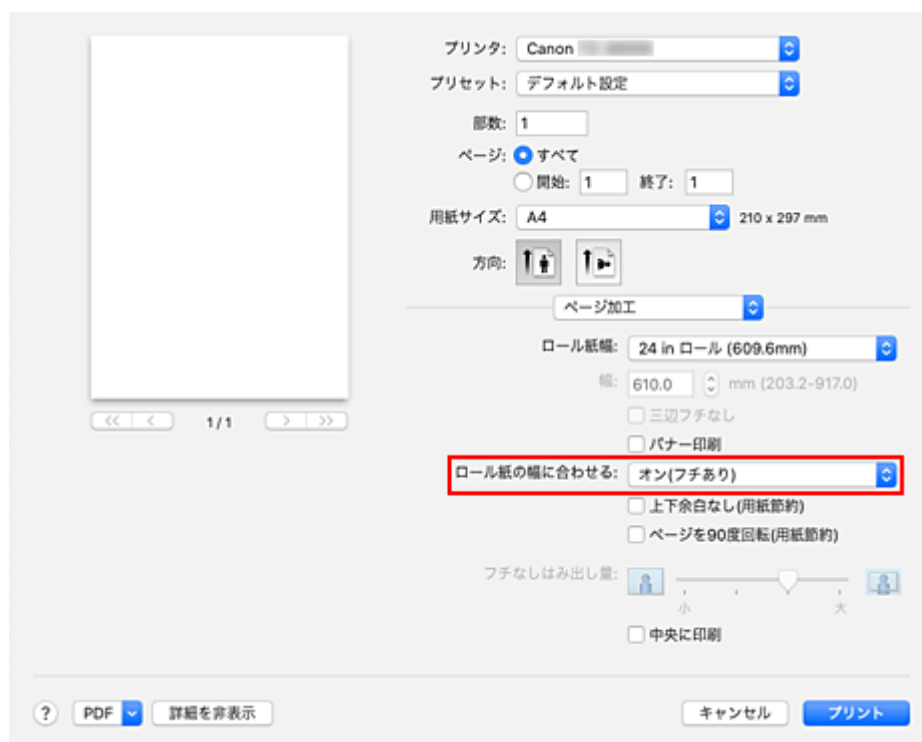 プリンタ: Canon
プリセット: デフォルト設定
部数: 1
ページ: すべて
開始: 1 終了: 1
用紙サイズ: A4 210 x 297 mm
方向:
ページ加工
ロール紙幅: 24 in ロール (609.6mm)
幅: 610.0 mm (203.2-917.0)
三辺フチなし
<< < 1 / 1 > >>
バナー印刷
ロール紙の幅に合わせる: オン(フチあり)
上下余白なし(用紙節約)
ページを90度回転(用紙節約)
フチなしはみ出し量:
小 大
中央に印刷
? PDF 詳細を非表示 キャンセル プリント